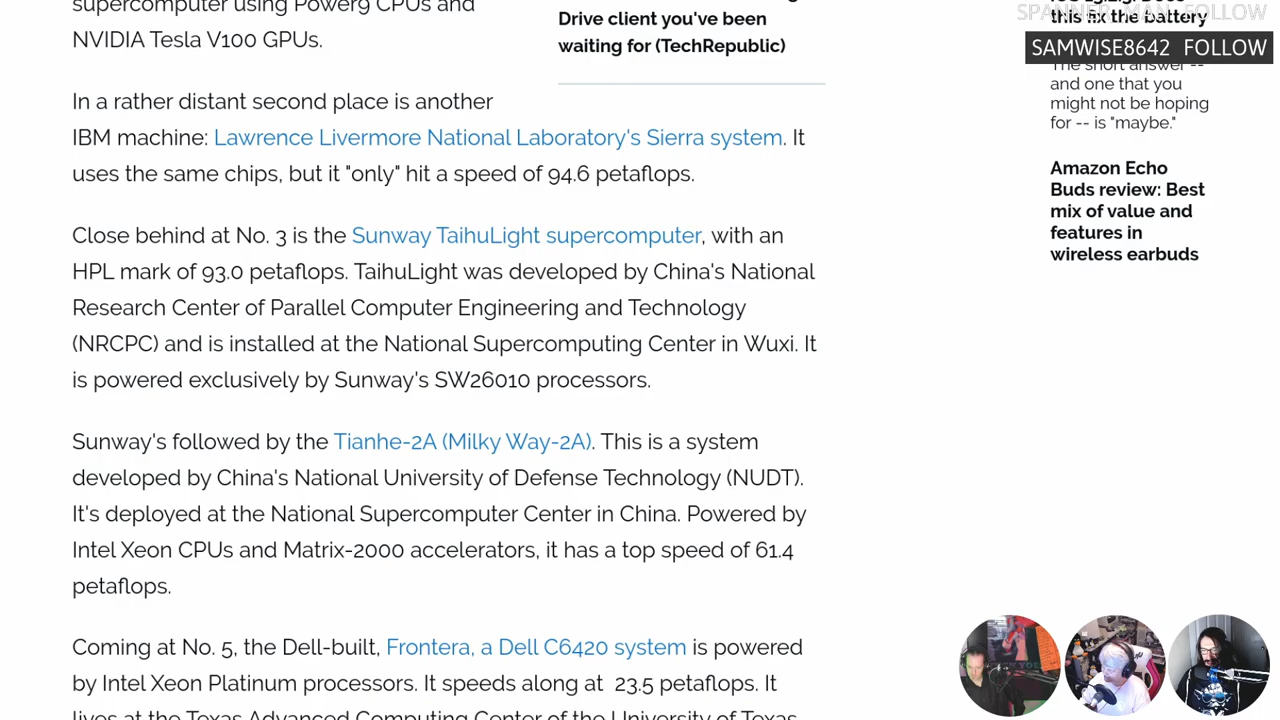 supercomputer using Power9 CPUs and
NVIDIA Tesla V100 GPUs.
In a rather distant second place is another
IBM machine: Lawrence Livermore National Laboratory's Sierra system. It
uses the same chips, but it "only" hit a speed of 94.6 petaflops.
Close behind at No. 3 is the Sunway TaihuLight supercomputer, with an
HPL mark of 93.0 petaflops. TaihuLight was developed by China's National
Research Center of Parallel Computer Engineering and Technology
(NRCPC) and is installed at the National Supercomputing Center in Wuxi. It
is powered exclusively by Sunway's SW26010 processors.
Sunway's followed by the Tianhe-2A (Milky Way-2A). This is a system
developed by China's National University of Defense Technology (NUDT).
It's deployed at the National Supercomputer Center in China. Powered by
Intel Xeon CPUs and Matrix-2000 accelerators, it has a top speed of 61.4
petaflops.
Coming at No. 5, the Dell-built, Frontera, a Dell C6420 system is powered
by Intel Xeon Platinum processors. It speeds along at 23.5 petaflops. It
lives at the Texas Advanced Computing Center of the University of Texas
Drive client you've been
waiting for (TechRepublic)
SPANNER_MAN_ FOLLOW
this fix the battery
SAMWISE8642 FOLLOW
The short answer --
and one that you
might not be hoping
for -- is "maybe."
Amazon Echo
Buds review: Best
mix of value and
features in
wireless earbuds